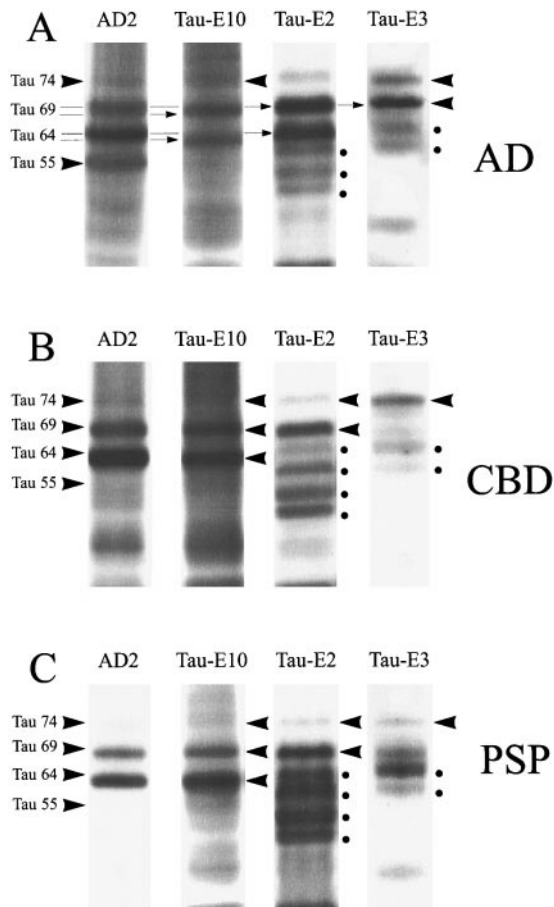 A
AD2 Tau-E10 Tau-E2 Tau-E3
Tau 74
Tau 69
Tau 64
Tau 55
AD
B
AD2 Tau-E10 Tau-E2 Tau-E3
Tau 74
Tau 69
Tau 64
Tau 55
CBD
C
AD2 Tau-E10 Tau-E2 Tau-E3
Tau 74
Tau 69
Tau 64
Tau 55
PSP